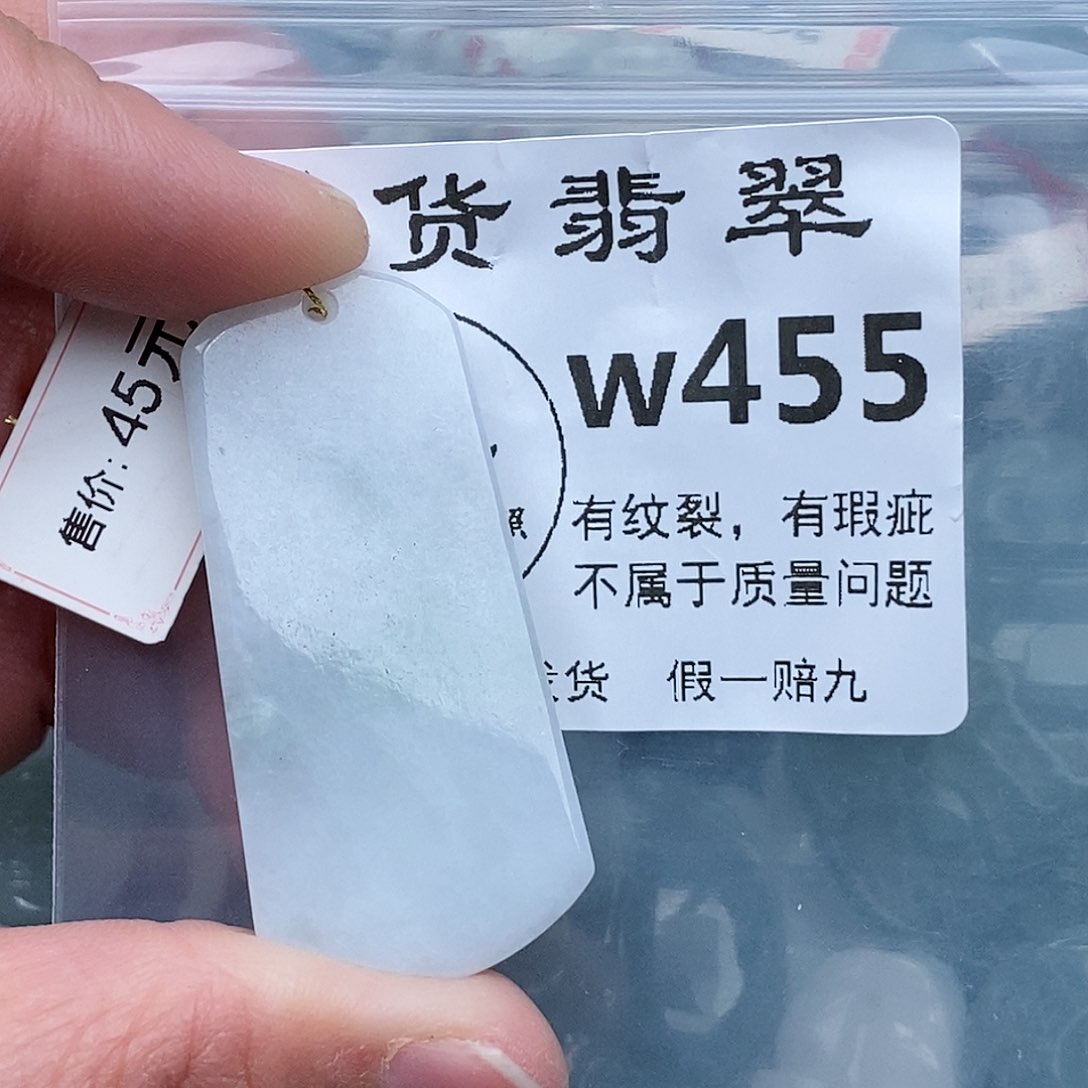 货翡翠
w455
有纹裂，有瑕疵
不属于质量问题
货 假一赔九
售价：45元